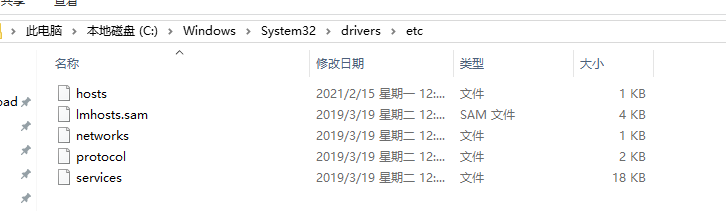 共享 查看
此电脑 > 本地磁盘 (C:) > Windows > System32 > drivers > etc
名称 修改日期 类型 大小
hosts 2021/2/15 星期一 12:... 文件 1 KB
lmhosts.sam 2019/3/19 星期二 12:... SAM 文件 4 KB
networks 2019/3/19 星期二 12:... 文件 1 KB
protocol 2019/3/19 星期二 12:... 文件 2 KB
services 2019/3/19 星期二 12:... 文件 18 KB
oad